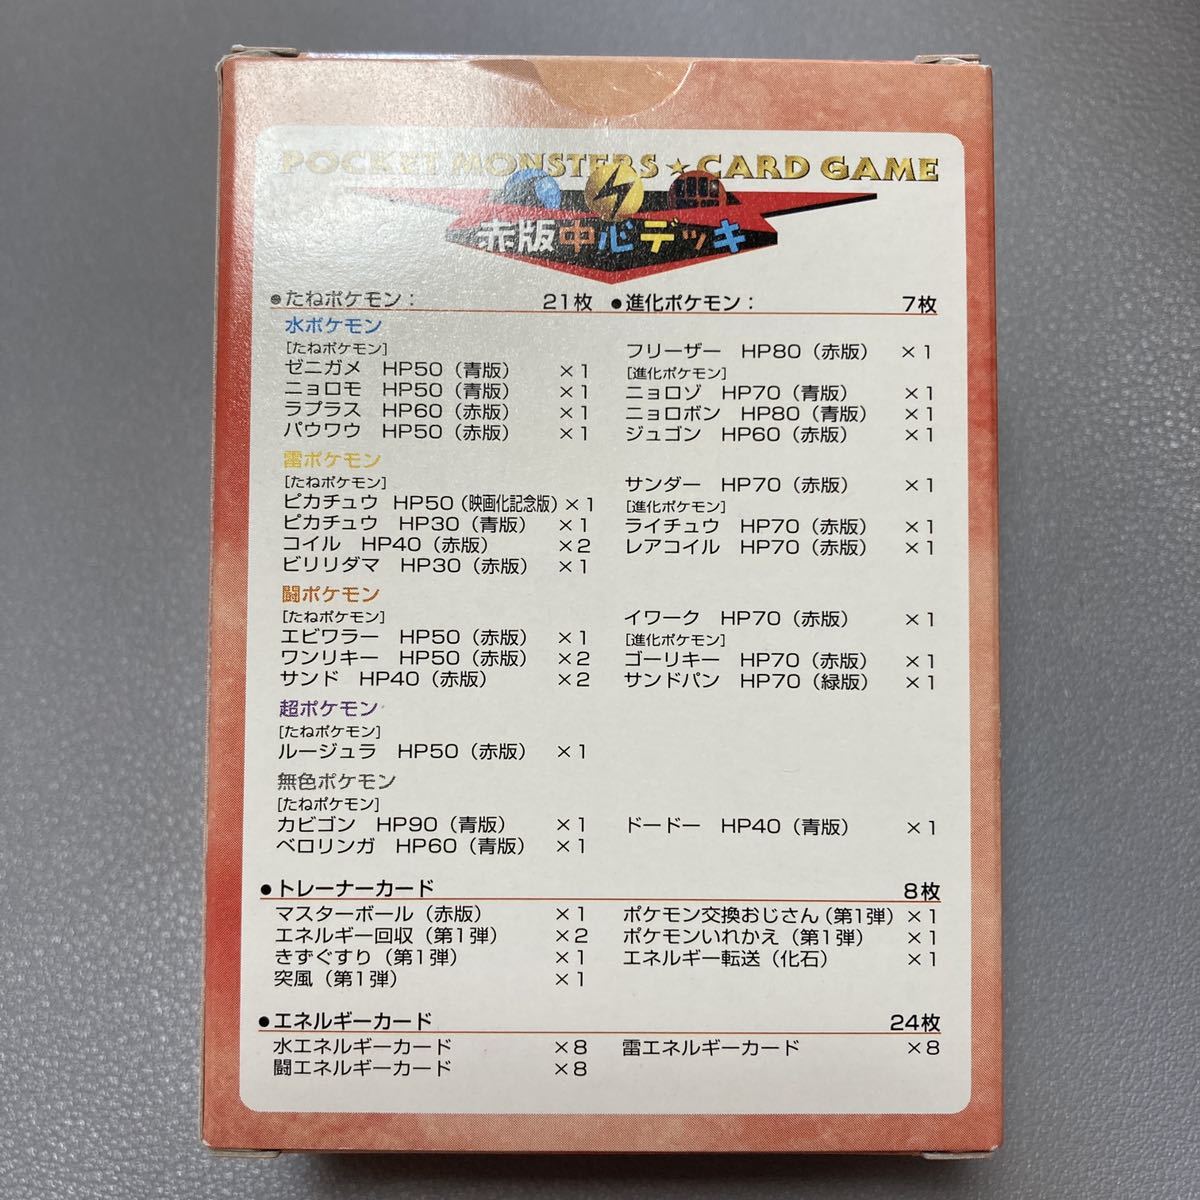 POCKET MONSTERS★CARD GAME
赤版中心デッキ
●たねポケモン： 21枚 ●進化ポケモン： 7枚
水ポケモン
[たねポケモン]
ゼニガメ HP50（青版） ×1
ニョロモ HP50（青版） ×1
ラプラス HP60（赤版） ×1
パウワウ HP50（赤版） ×1
フリーザー HP80（赤版） ×1
[進化ポケモン]
ニョロゾ HP70（青版） ×1
ニョロボン HP80（青版） ×1
ジュゴン HP60（赤版） ×1
雷ポケモン
[たねポケモン]
ピカチュウ HP50（映画化記念版）×1
ピカチュウ HP30（青版） ×1
コイル HP40（赤版） ×2
ビリリダマ HP30（赤版） ×1
サンダー HP70（赤版） ×1
[進化ポケモン]
ライチュウ HP70（赤版） ×1
レアコイル HP70（赤版） ×1
闘ポケモン
[たねポケモン]
エビワラー HP50（赤版） ×1
ワンリキー HP50（赤版） ×2
サンド HP40（赤版） ×2
イワーク HP70（赤版） ×1
[進化ポケモン]
ゴーリキー HP70（赤版） ×1
サンドパン HP70（緑版） ×1
超ポケモン
[たねポケモン]
ルージュラ HP50（赤版） ×1
無色ポケモン
[たねポケモン]
カビゴン HP90（青版） ×1
ベロリンガ HP60（青版） ×1
ドードー HP40（青版） ×1
●トレーナーカード 8枚
マスターボール（赤版） ×1
エネルギー回収（第1弾） ×2
きずぐすり（第1弾） ×1
突風（第1弾） ×1
ポケモン交換おじさん（第1弾） ×1
ポケモンいれかえ（第1弾） ×1
エネルギー転送（化石） ×1
●エネルギーカード 24枚
水エネルギーカード ×8
闘エネルギーカード ×8
雷エネルギーカード ×8